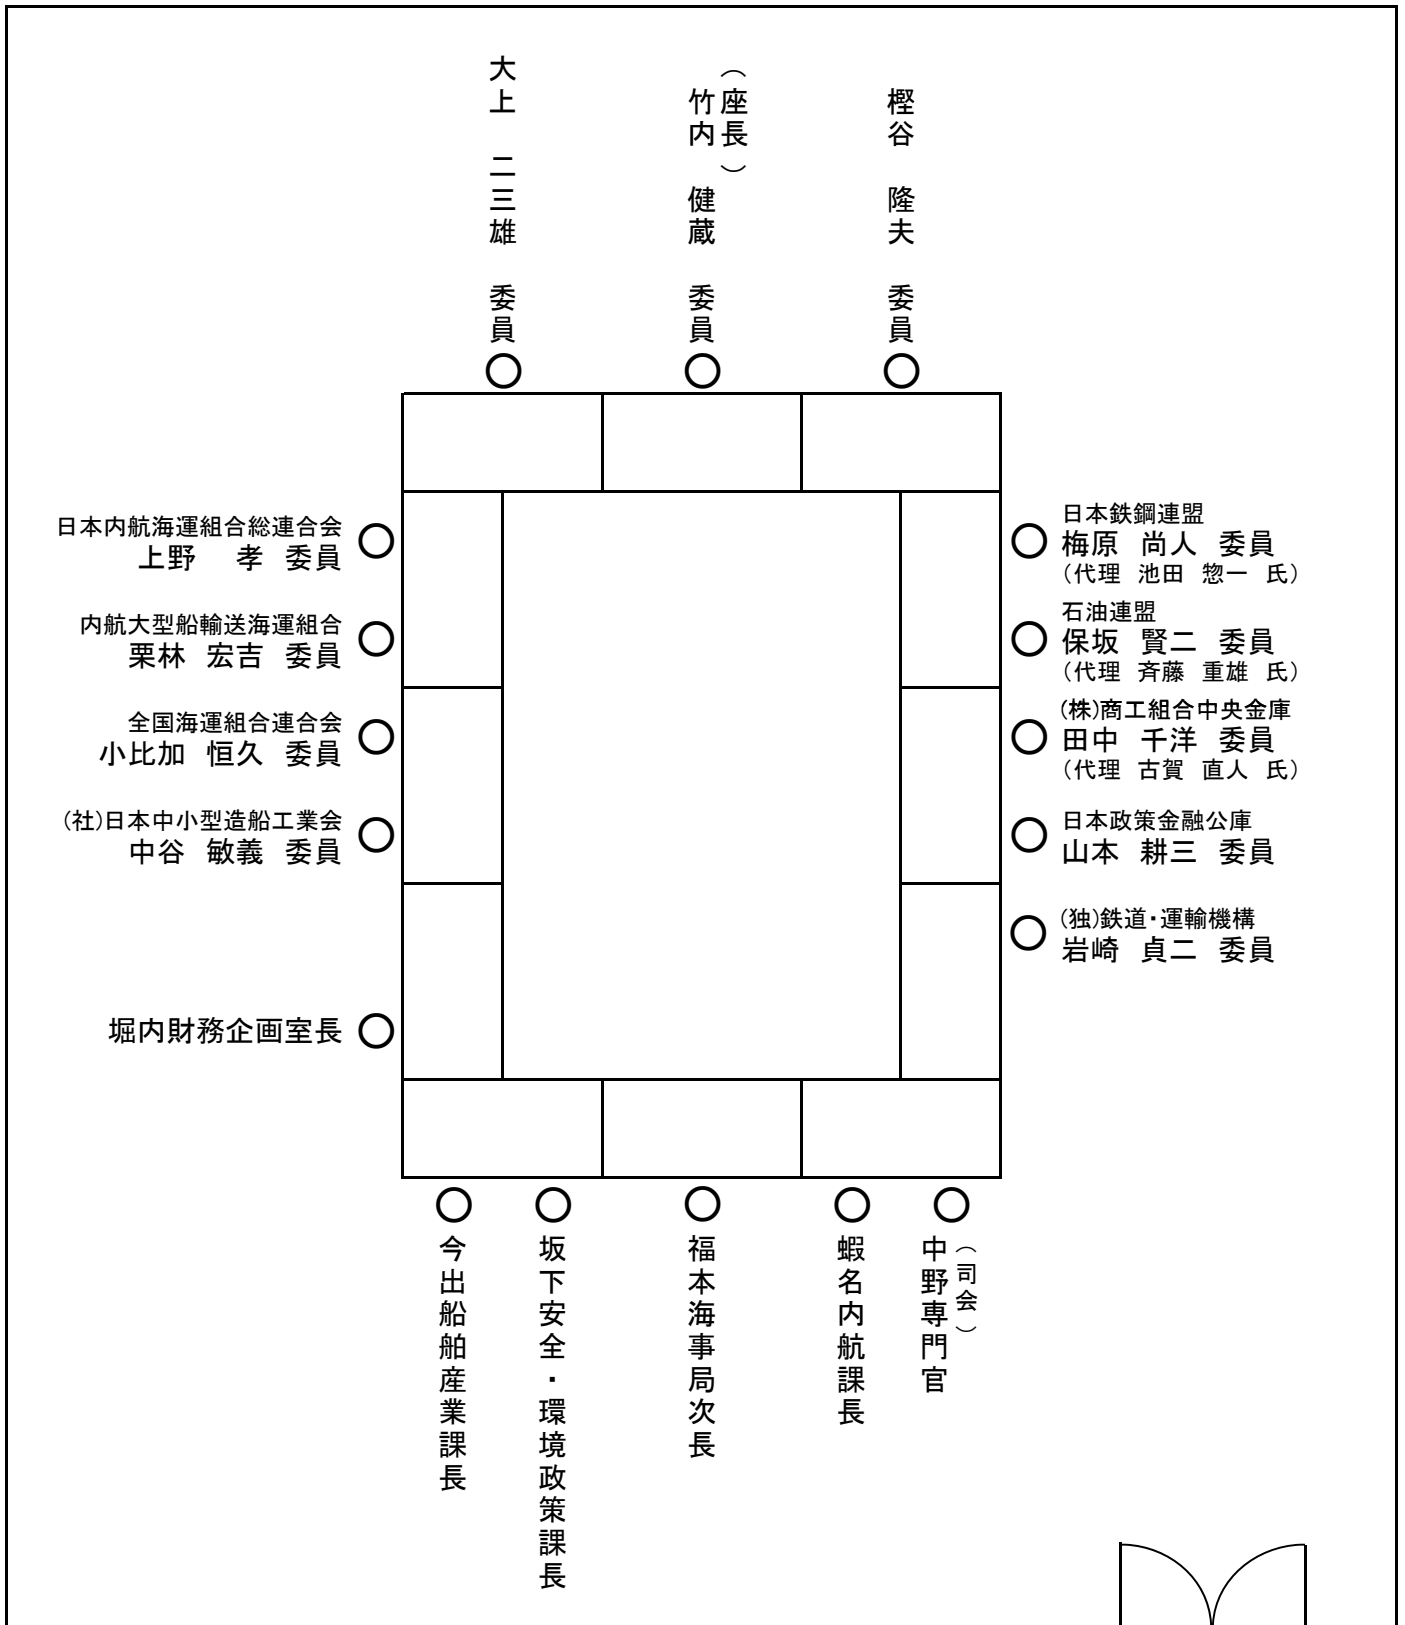 大上　二三雄　委員
（座長）
竹内　健蔵　委員
樫谷　隆夫　委員
日本内航海運組合総連合会
上野　孝　委員
内航大型船輸送海運組合
栗林　宏吉　委員
全国海運組合連合会
小比加　恒久　委員
(社)日本中小型造船工業会
中谷　敏義　委員
堀内財務企画室長
日本鉄鋼連盟
梅原　尚人　委員
（代理　池田　惣一　氏）
石油連盟
保坂　賢二　委員
（代理　斉藤　重雄　氏）
(株)商工組合中央金庫
田中　千洋　委員
（代理　古賀　直人　氏）
日本政策金融公庫
山本　耕三　委員
(独)鉄道・運輸機構
岩崎　貞二　委員
今出船舶産業課長
坂下安全・環境政策課長
福本海事局次長
蝦名内航課長
（司会）
中野専門官